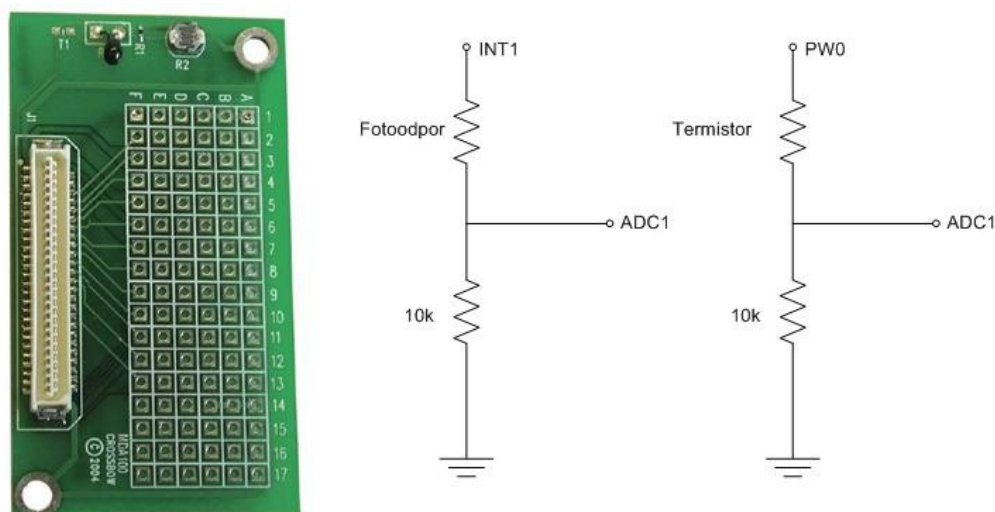 T1
R1
R2
J1
F E D C B A
1
2
3
4
5
6
7
8
9
10
11
12
13
14
15
16
17
MDA100
CROSSBOW
© 2004
INT1
Fotoodpor
ADC1
10k
PW0
Termistor
ADC1
10k